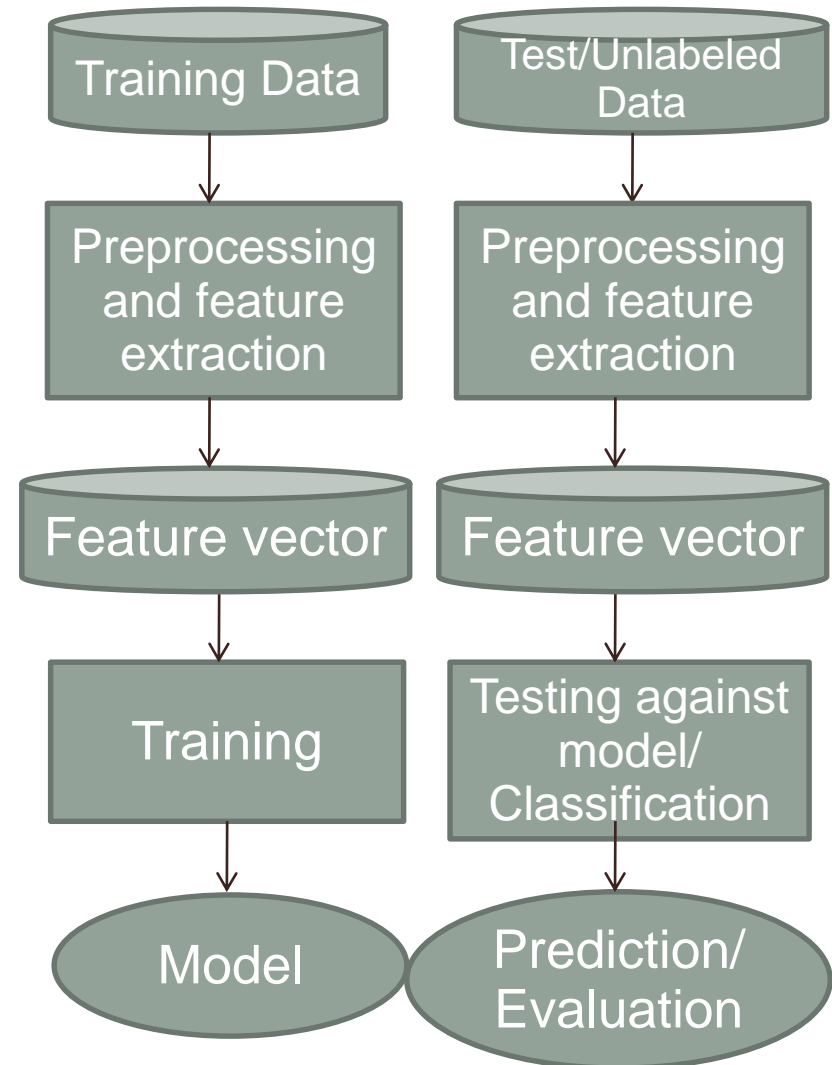 Training Data
Test/Unlabeled
Data
Preprocessing
and feature
extraction
Preprocessing
and feature
extraction
Feature vector
Feature vector
Training
Testing against
model/
Classification
Model
Prediction/
Evaluation